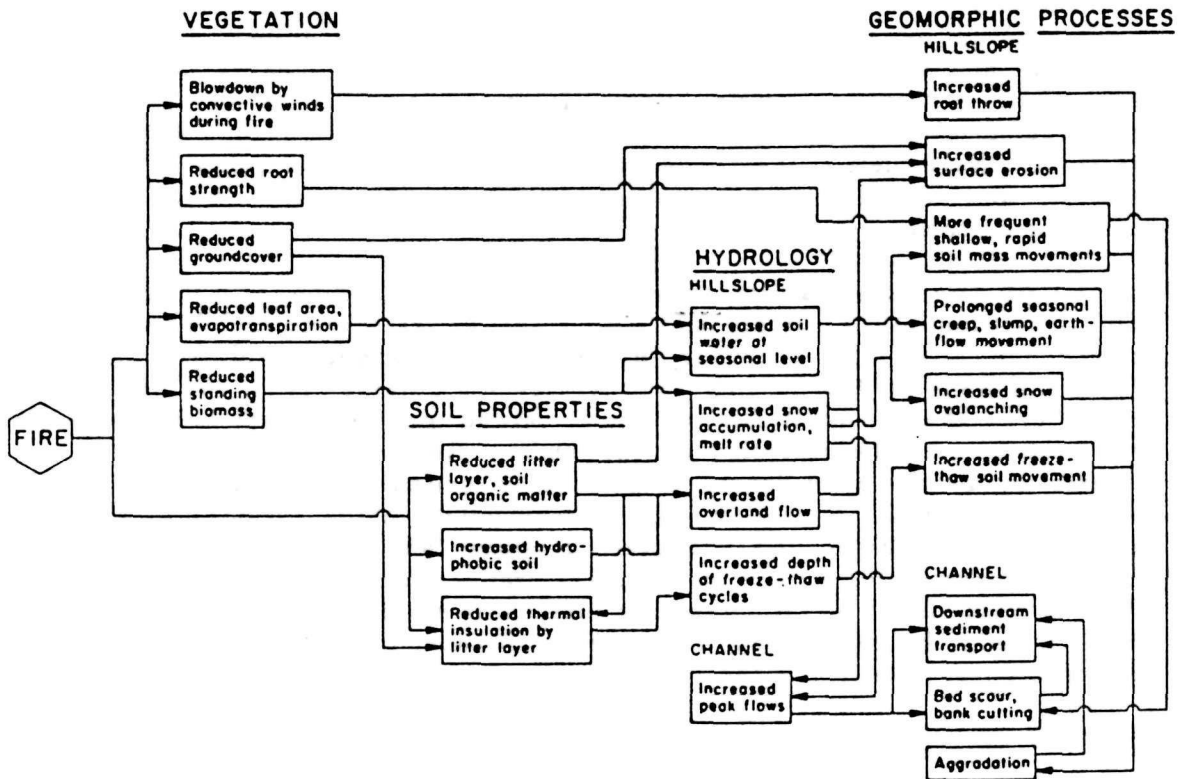 VEGETATION
Blowdown by
convective winds
during fire
Reduced root
strength
Reduced
groundcover
Reduced leaf area,
evapotranspiration
Reduced
standing
biomass
FIRE
SOIL PROPERTIES
Reduced litter
layer, soil
organic matter
Increased hydro-
phobic soil
Reduced thermal
insulation by
litter layer
HYDROLOGY
HILLSLOPE
Increased soil
water at
seasonal level
Increased snow
accumulation,
melt rate
Increased
overland flow
Increased depth
of freeze-thaw
cycles
CHANNEL
Increased
peak flows
GEOMORPHIC PROCESSES
HILLSLOPE
Increased
root throw
Increased
surface erosion
More frequent
shallow, rapid
soil mass movements
Prolonged seasonal
creep, slump, earth-
flow movement
Increased snow
avalanching
Increased freeze-
thaw soil movement
CHANNEL
Downstream
sediment
transport
Bed scour,
bank cutting
Aggradation